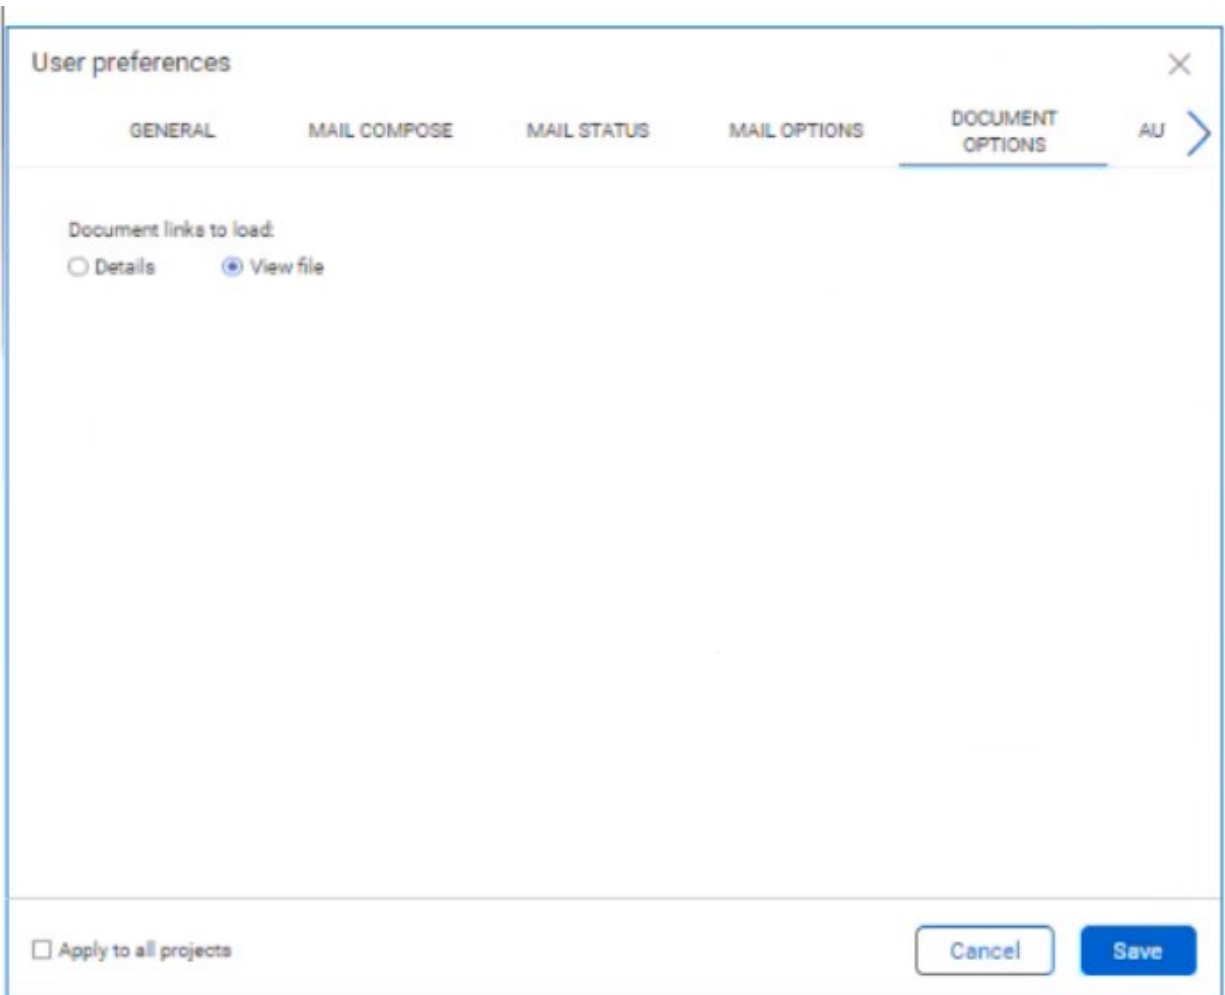 User preferences
GENERAL MAIL COMPOSE MAIL STATUS MAIL OPTIONS DOCUMENT OPTIONS AU
Document links to load:
Details View file
Apply to all projects Cancel Save